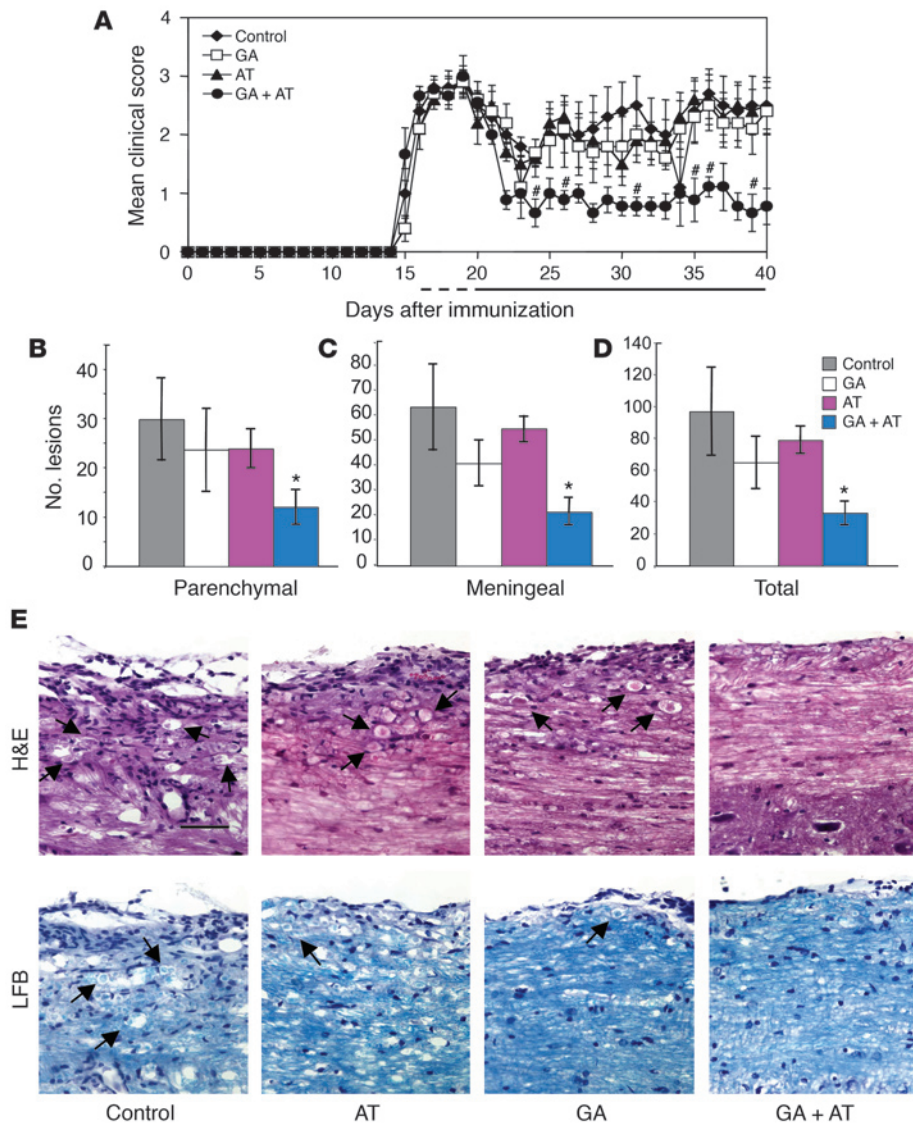 A
Control
GA
AT
GA + AT
Mean clinical score
4
3
2
1
0
# # # # # #
0 5 10 15 20 25 30 35 40
Days after immunization
B
No. lesions
40
30
20
10
0
*
Parenchymal
C
80
70
60
50
40
30
20
10
0
*
Meningeal
D
140
120
100
80
60
40
20
0
Control
GA
AT
GA + AT
*
Total
E
H&E
LFB
Control AT GA GA + AT